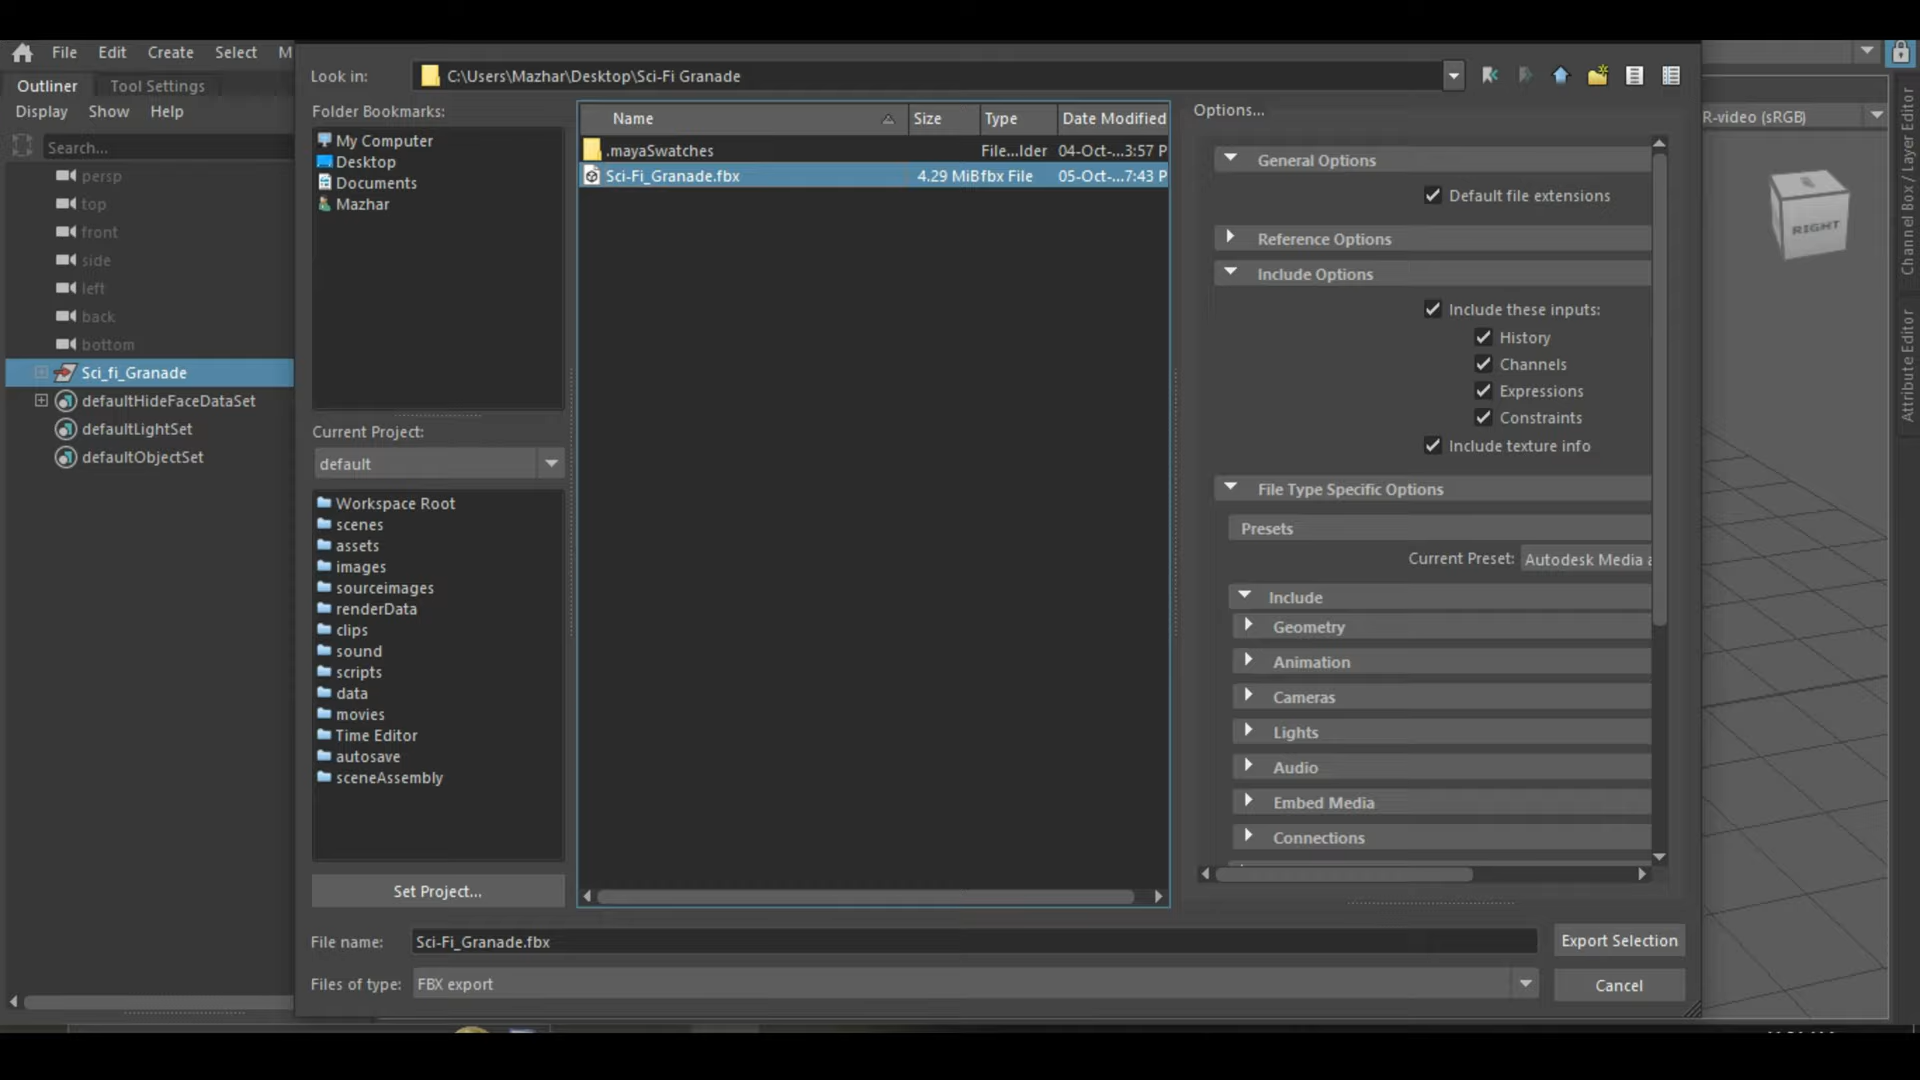 File Edit Create Select M
Outliner Tool Settings
Display Show Help
Search...
persp
top
front
side
left
back
bottom
Sci_fi_Granade
defaultHideFaceDataSet
defaultLightSet
defaultObjectSet
Look in: C:\Users\Mazhar\Desktop\Sci-Fi Granade
Folder Bookmarks:
My Computer
Desktop
Documents
Mazhar
Current Project:
default
Workspace Root
scenes
assets
images
sourceimages
renderData
clips
sound
scripts
data
movies
Time Editor
autosave
sceneAssembly
Set Project...
Name Size Type Date Modified
.mayaSwatches File...lder 04-Oct-...3:57 P
Sci-Fi_Granade.fbx 4.29 MiB fbx File 05-Oct-...7:43 P
Options...
General Options
Default file extensions
Reference Options
Include Options
Include these inputs:
History
Channels
Expressions
Constraints
Include texture info
File Type Specific Options
Presets
Current Preset: Autodesk Media a
Include
Geometry
Animation
Cameras
Lights
Audio
Embed Media
Connections
File name: Sci-Fi_Granade.fbx
Export Selection
Files of type: FBX export
Cancel
R-video (sRGB)
RIGHT
Channel Box / Layer Editor
Attribute Editor